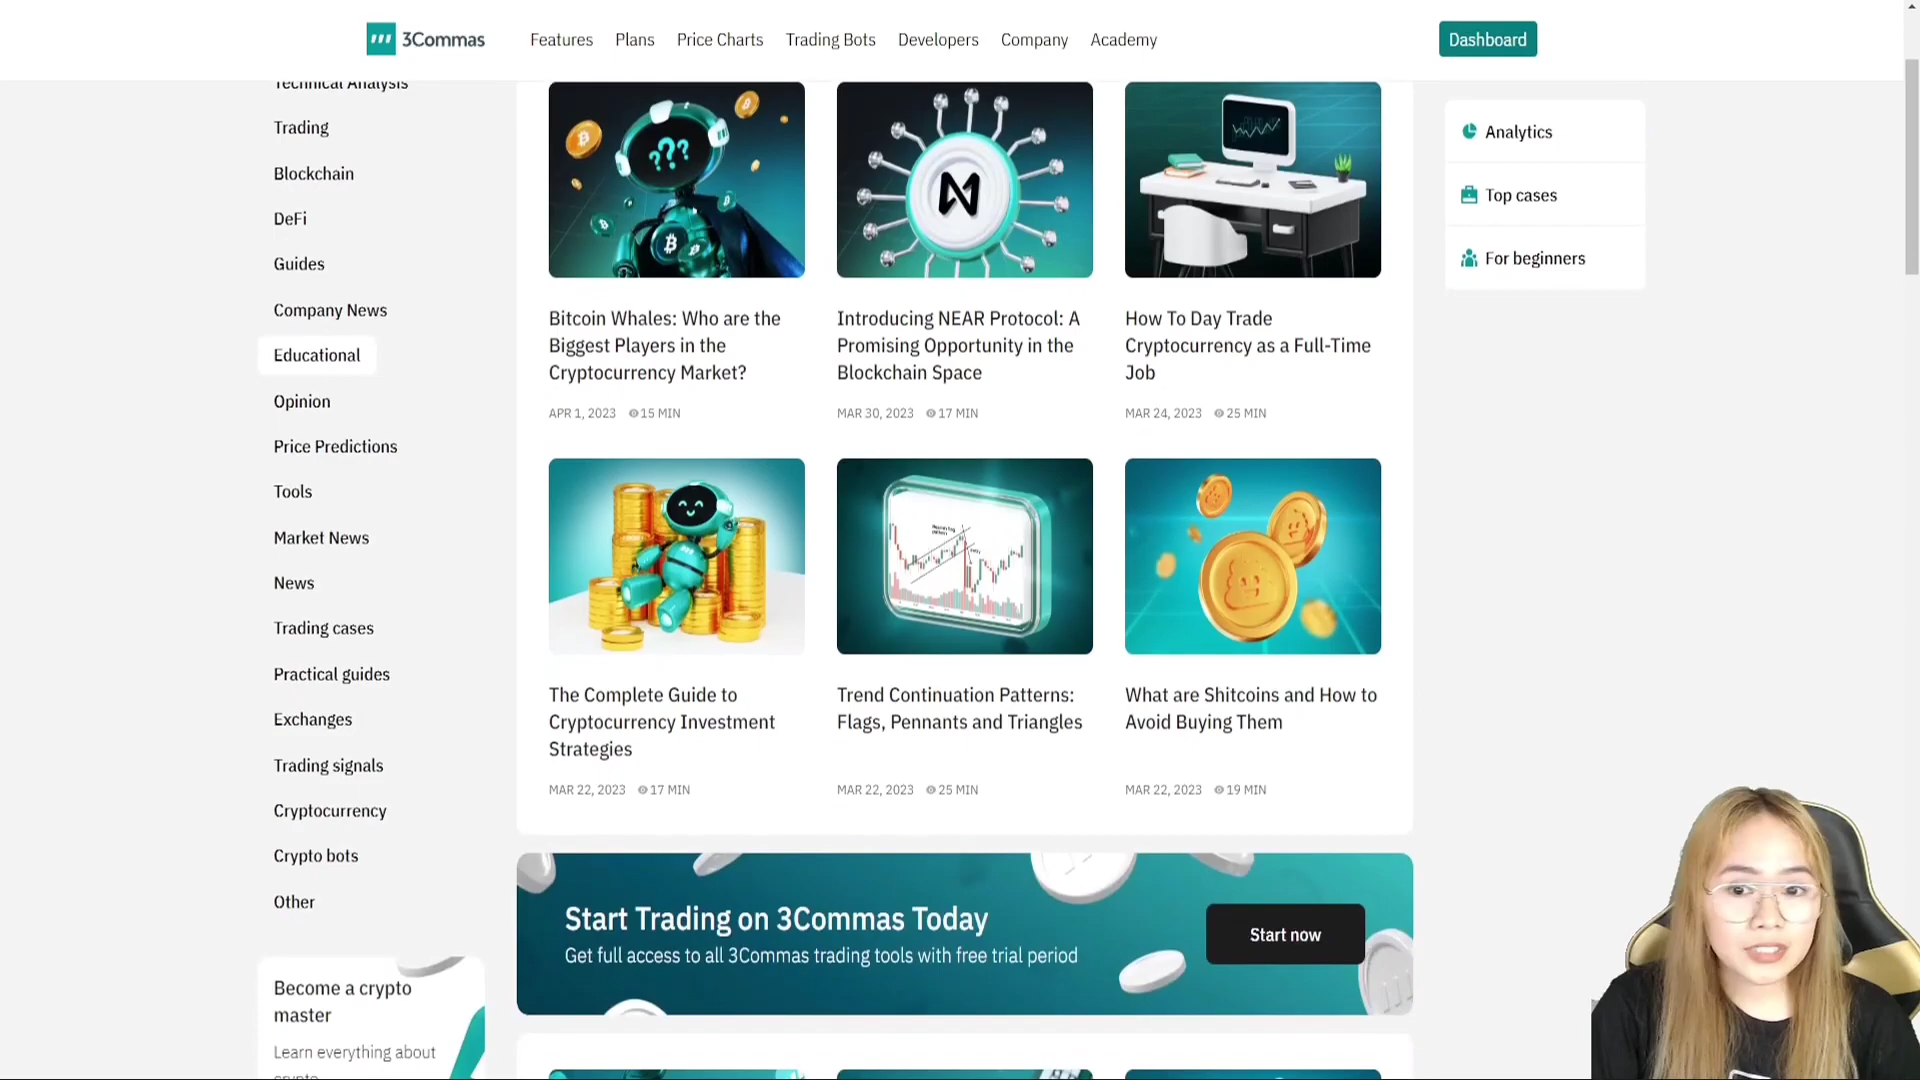 3Commas
Features
Plans
Price Charts
Trading Bots
Developers
Company
Academy
Dashboard
Technical Analysis
Trading
Blockchain
DeFi
Guides
Company News
Educational
Opinion
Price Predictions
Tools
Market News
News
Trading cases
Practical guides
Exchanges
Trading signals
Cryptocurrency
Crypto bots
Other
Become a crypto
master
Learn everything about
crypto
???
Bitcoin Whales: Who are the
Biggest Players in the
Cryptocurrency Market?
APR 1, 2023 15 MIN
Introducing NEAR Protocol: A
Promising Opportunity in the
Blockchain Space
MAR 30, 2023 17 MIN
How To Day Trade
Cryptocurrency as a Full-Time
Job
MAR 24, 2023 25 MIN
The Complete Guide to
Cryptocurrency Investment
Strategies
MAR 22, 2023 17 MIN
Trend Continuation Patterns:
Flags, Pennants and Triangles
MAR 22, 2023 25 MIN
What are Shitcoins and How to
Avoid Buying Them
MAR 22, 2023 19 MIN
Start Trading on 3Commas Today
Get full access to all 3Commas trading tools with free trial period
Start now
Analytics
Top cases
For beginners